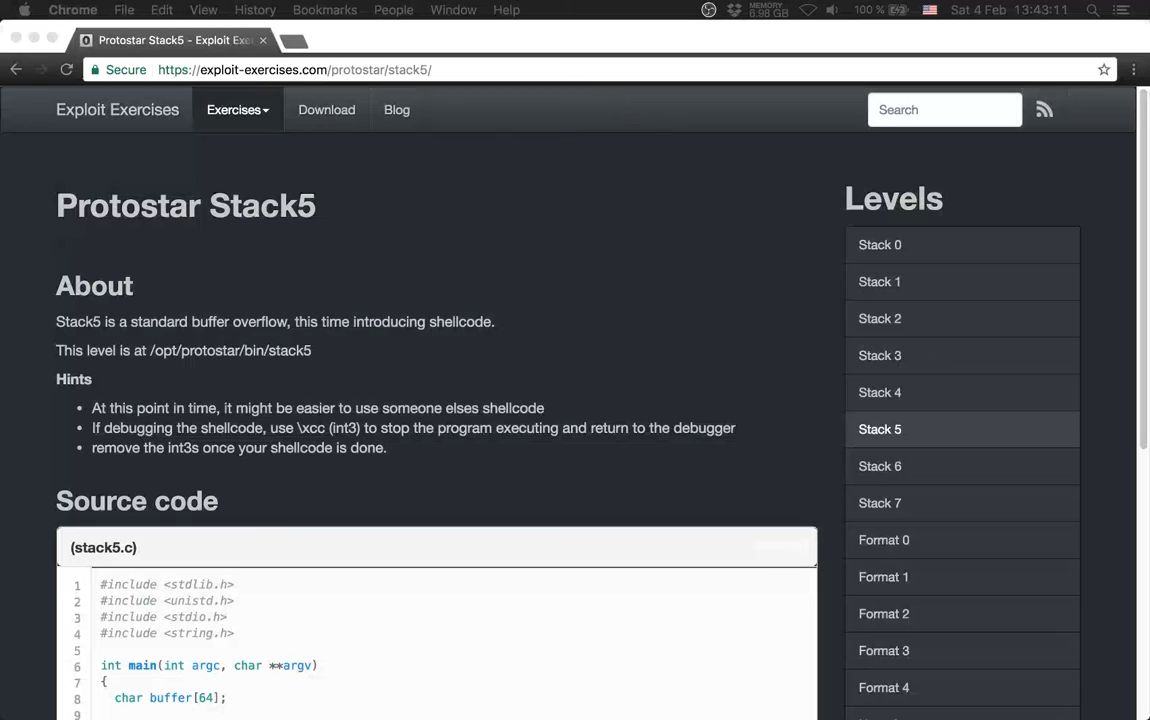 Chrome File Edit View History Bookmarks People Window Help MEMORY 6.98 GB 100 % Sat 4 Feb 13:43:11
Protostar Stack5 - Exploit Exe
Secure https://exploit-exercises.com/protostar/stack5/
Exploit Exercises Exercises Download Blog Search
Protostar Stack5
About
Stack5 is a standard buffer overflow, this time introducing shellcode.
This level is at /opt/protostar/bin/stack5
Hints
• At this point in time, it might be easier to use someone elses shellcode
• If debugging the shellcode, use \xcc (int3) to stop the program executing and return to the debugger
• remove the int3s once your shellcode is done.
Source code
(stack5.c)
1 #include <stdlib.h>
2 #include <unistd.h>
3 #include <stdio.h>
4 #include <string.h>
5
6 int main(int argc, char **argv)
7 {
8 char buffer[64];
9
Levels
Stack 0
Stack 1
Stack 2
Stack 3
Stack 4
Stack 5
Stack 6
Stack 7
Format 0
Format 1
Format 2
Format 3
Format 4